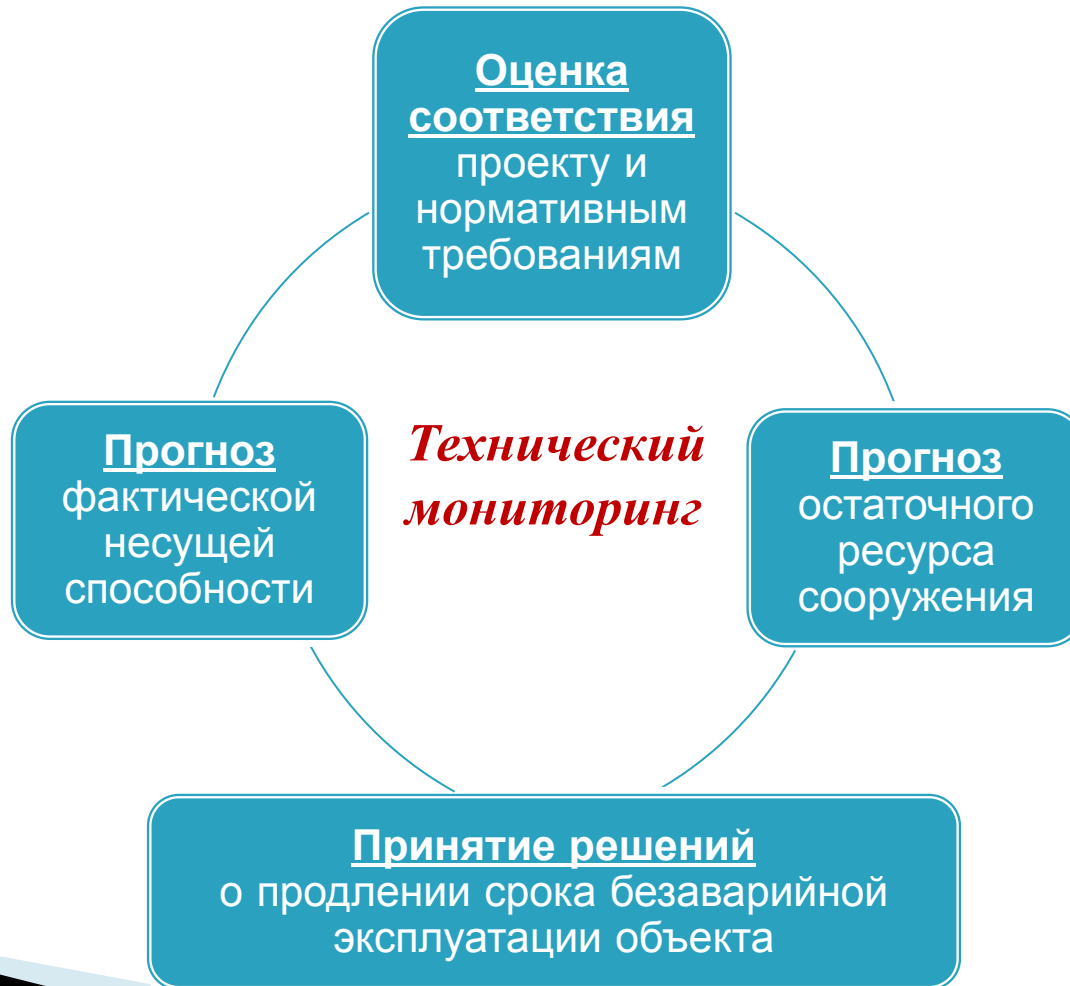 Оценка
соответствия
проекту и
нормативным
требованиям
Прогноз
фактической
несущей
способности
Технический
мониторинг
Прогноз
остаточного
ресурса
сооружения
Принятие решений
о продлении срока безаварийной
эксплуатации объекта